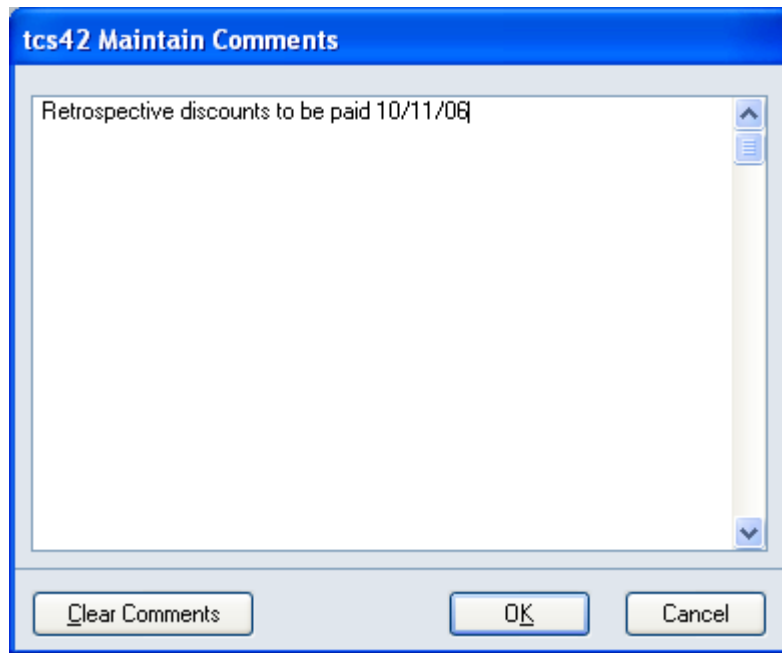 tcs42 Maintain Comments
Retrospective discounts to be paid 10/11/06
Clear Comments
OK
Cancel